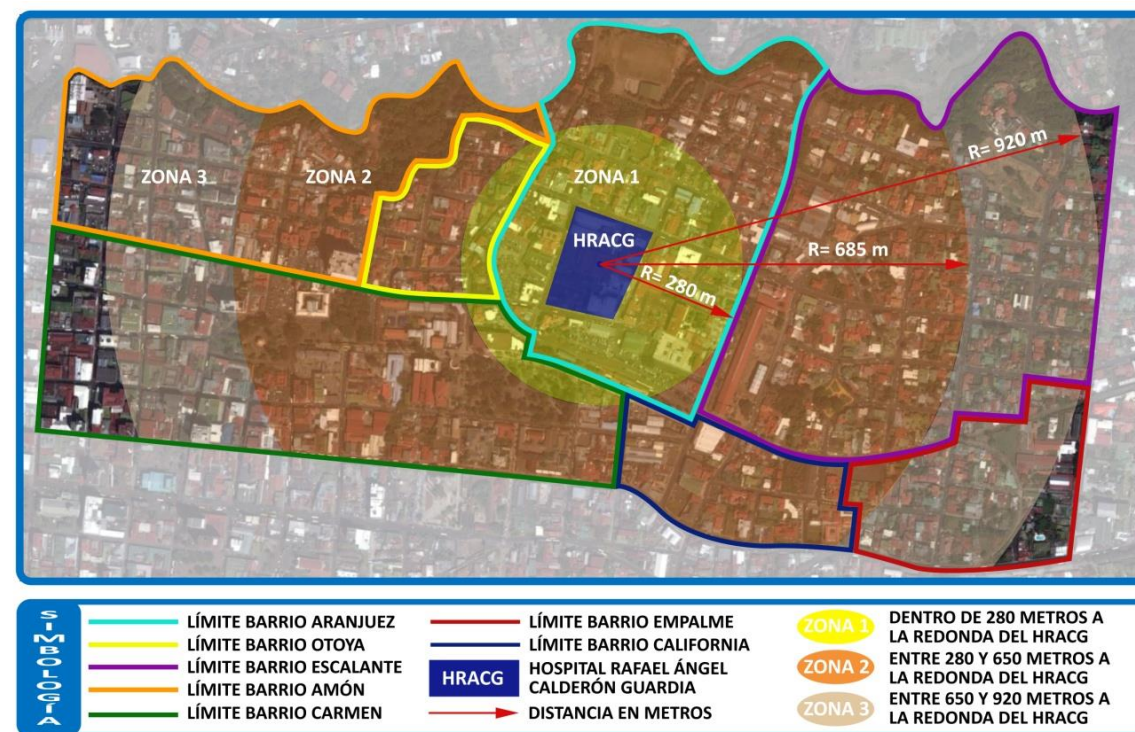 R= 920 m
ZONA 3
ZONA 2
ZONA 1
HRACG
R= 685 m
R= 280 m
SIMBOLOGÍA
LÍMITE BARRIO ARANJUEZ
LÍMITE BARRIO OTOYA
LÍMITE BARRIO ESCALANTE
LÍMITE BARRIO AMÓN
LÍMITE BARRIO CARMEN
LÍMITE BARRIO EMPALME
LÍMITE BARRIO CALIFORNIA
HRACG
HOSPITAL RAFAEL ÁNGEL
CALDERÓN GUARDIA
DISTANCIA EN METROS
ZONA 1
DENTRO DE 280 METROS A
LA REDONDA DEL HRACG
ZONA 2
ENTRE 280 Y 650 METROS A
LA REDONDA DEL HRACG
ZONA 3
ENTRE 650 Y 920 METROS A
LA REDONDA DEL HRACG